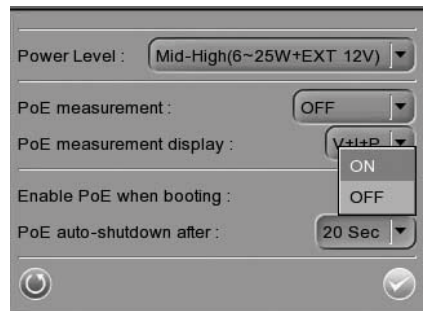 Power Level : Mid-High(6~25W+EXT 12V)
PoE measurement : OFF
PoE measurement display : V+I+P
ON
Enable PoE when booting : OFF
PoE auto-shutdown after : 20 Sec